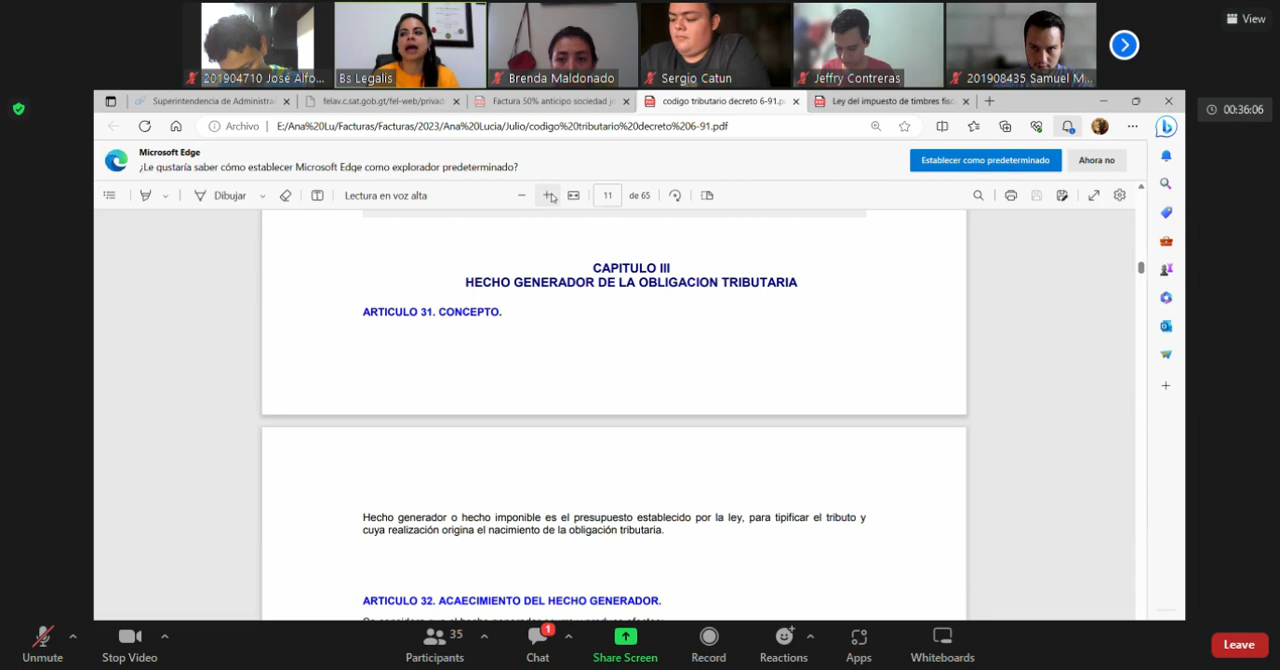 View
201904710 José Alfo...
Bs Legalis
Brenda Maldonado
Sergio Catun
Jeffry Contreras
201908435 Samuel M...
00:36:06
Superintendencia de Administra
felav.c.sat.gob.gt/fel-web/privad
Factura 50% anticipo sociedad
codigo tributario decreto 6-91.p
Ley del impuesto de timbres fis
Archivo
E:/Ana%20Lu/Facturas/Facturas/2023/Ana%20Lucia/Julio/codigo%20tributario%20decreto%206-91.pdf
Microsoft Edge
¿Le gustaría saber cómo establecer Microsoft Edge como explorador predeterminado?
Establecer como predeterminado
Ahora no
Dibujar
Lectura en voz alta
11
de 65
CAPITULO III
HECHO GENERADOR DE LA OBLIGACION TRIBUTARIA
ARTICULO 31. CONCEPTO.
Hecho generador o hecho imponible es el presupuesto establecido por la ley, para tipificar el tributo y
cuya realización origina el nacimiento de la obligación tributaria.
ARTICULO 32. ACAECIMIENTO DEL HECHO GENERADOR.
Unmute
Stop Video
35
Participants
1
Chat
Share Screen
Record
Reactions
Apps
Whiteboards
Leave